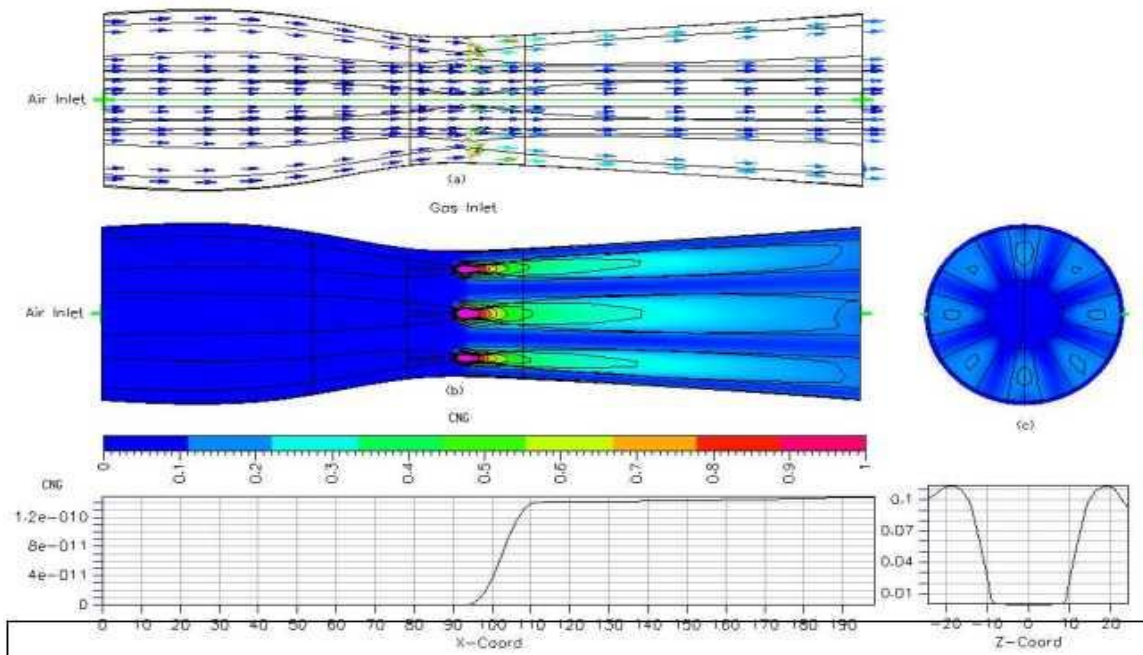 Air Inlet
(a)
Gas Inlet
Air Inlet
(b)
(c)
CNG
0 0.1 0.2 0.3 0.4 0.5 0.6 0.7 0.8 0.9 1
CNG
1.2e-010
8e-011
4e-011
0
0 10 20 30 40 50 60 70 80 90 100 110 120 130 140 150 160 170 180 190
X-Coord
0.1
0.07
0.04
0.01
-20 -10 0 10 20
Z-Coord